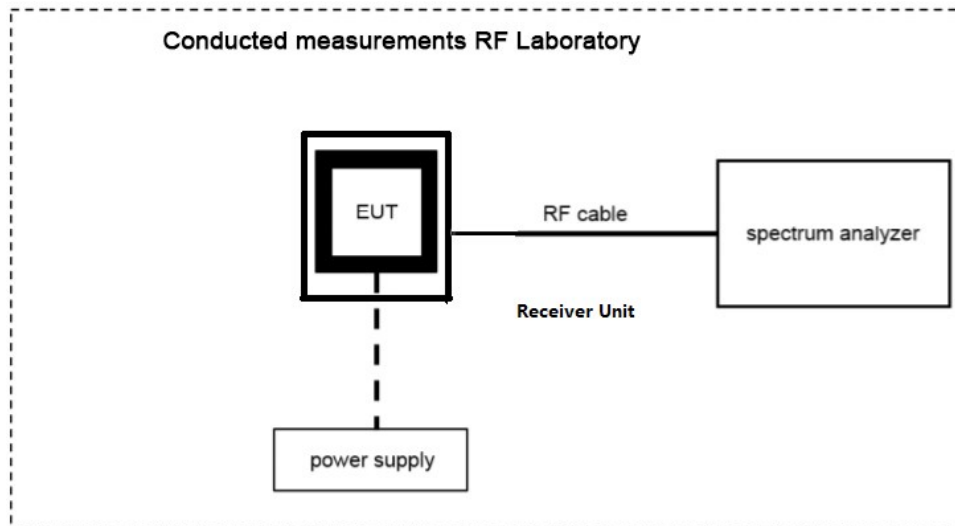 Conducted measurements RF Laboratory
EUT
RF cable
spectrum analyzer
Receiver Unit
power supply